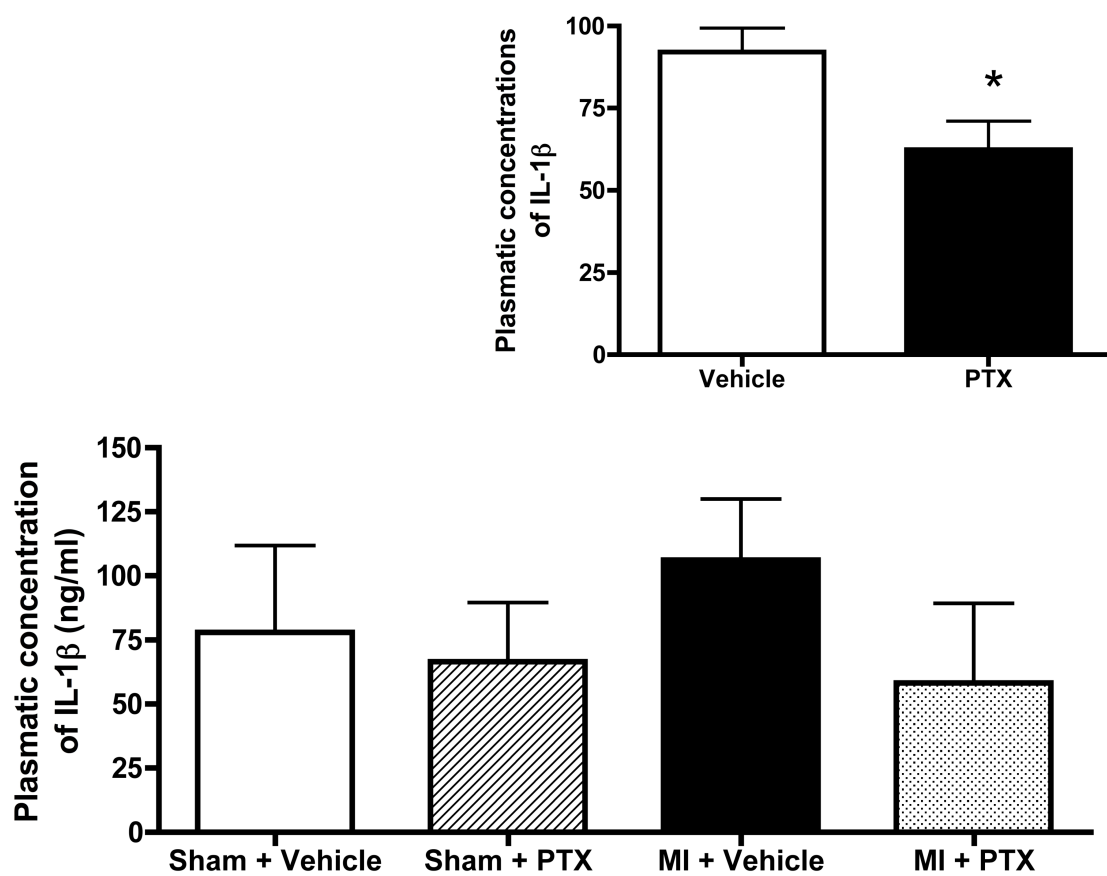 Plasmatic concentrations
of IL-1β
100
75
50
25
0
*
Vehicle PTX
Plasmatic concentration
of IL-1β (ng/ml)
150
125
100
75
50
25
0
Sham + Vehicle Sham + PTX MI + Vehicle MI + PTX